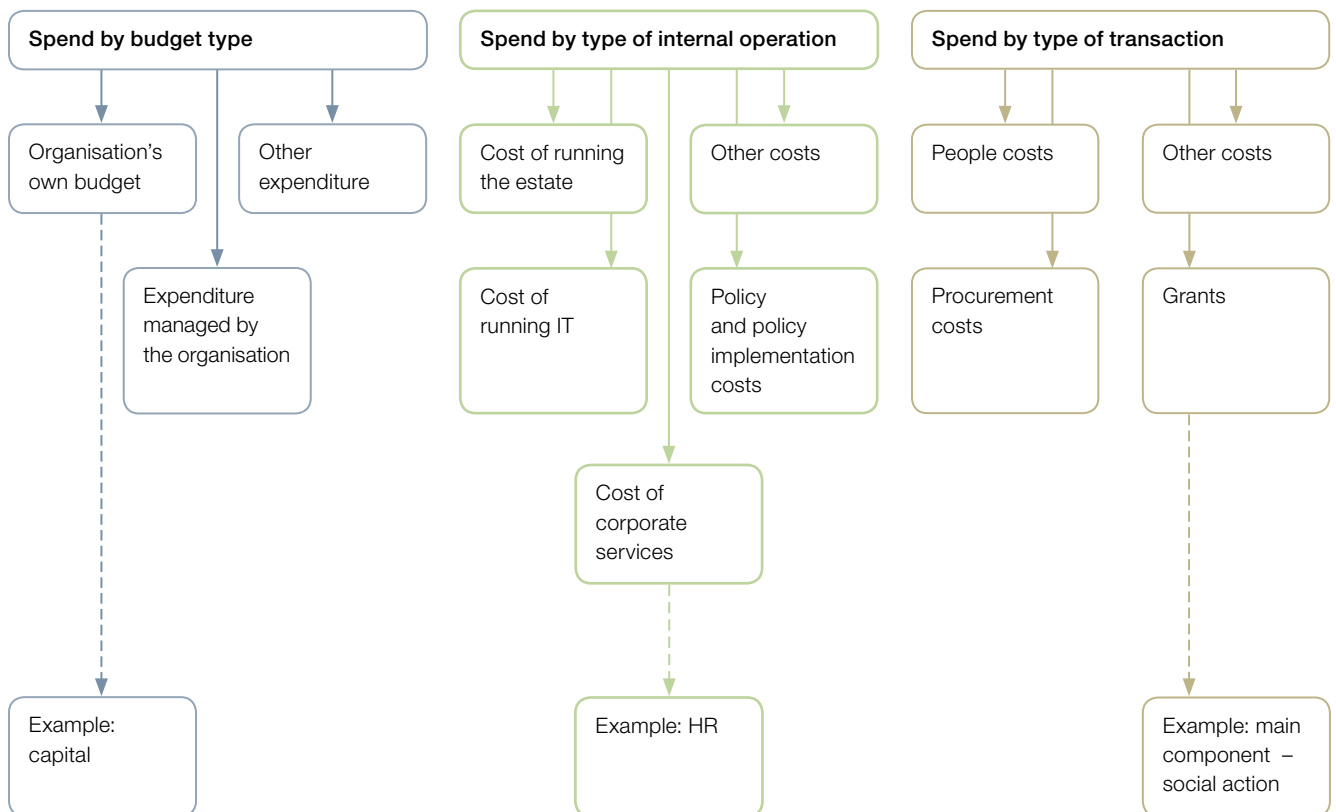 Spend by budget type
Spend by type of internal operation
Spend by type of transaction
Organisation’s
own budget
Other
expenditure
Cost of running
the estate
Other costs
People costs
Other costs
Expenditure
managed by
the organisation
Cost of
running IT
Policy
and policy
implementation
costs
Procurement
costs
Grants
Cost of
corporate
services
Example:
capital
Example: HR
Example: main
component –
social action